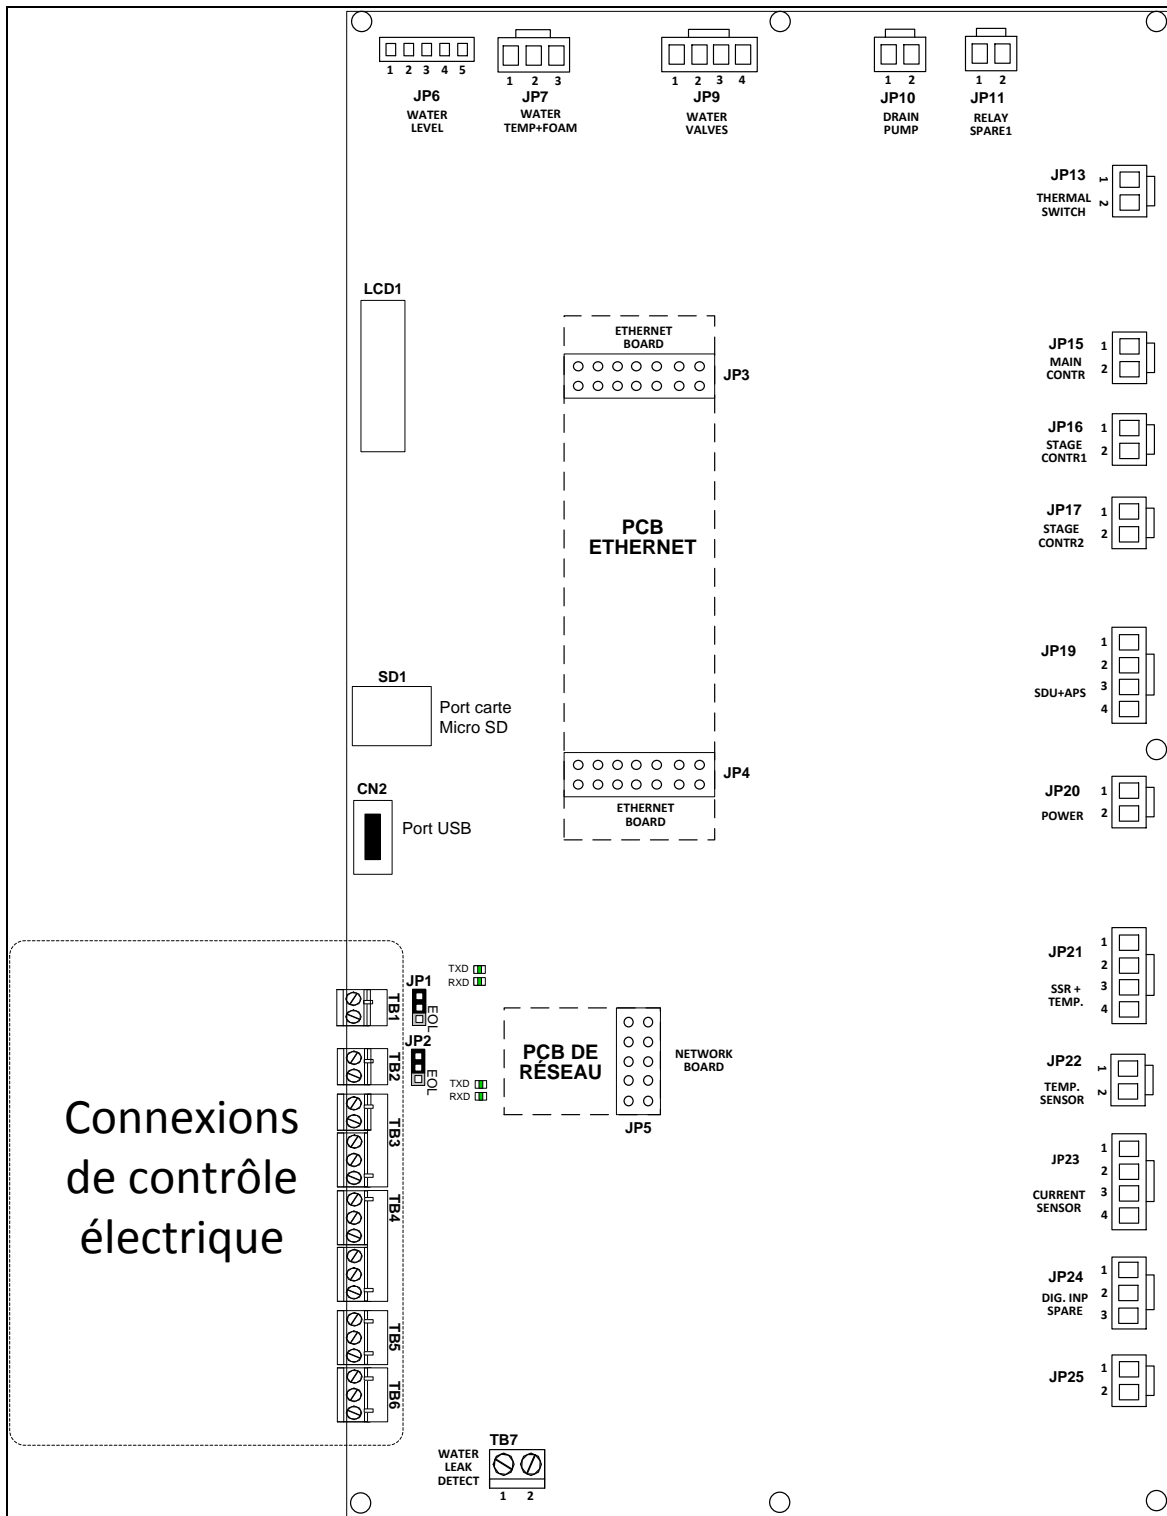 1 2 3 4 5
JP6
WATER
LEVEL
1 2 3
JP7
WATER
TEMP+FOAM
1 2 3 4
JP9
WATER
VALVES
1 2
JP10
DRAIN
PUMP
1 2
JP11
RELAY
SPARE1
JP13
THERMAL
SWITCH
1
2
LCD1
ETHERNET
BOARD
JP3
JP15
MAIN
CONTR
1
2
JP16
STAGE
CONTR1
1
2
JP17
STAGE
CONTR2
1
2
PCB
ETHERNET
JP19
SDU+APS
1
2
3
4
SD1
Port carte
Micro SD
JP4
ETHERNET
BOARD
CN2
Port USB
JP20
POWER
1
2
JP21
SSR +
TEMP.
1
2
3
4
TXD
RXD
JP1
EOL
TB1
JP2
EOL
TB2
TXD
RXD
PCB DE
RÉSEAU
NETWORK
BOARD
JP5
JP22
TEMP.
SENSOR
1
2
Connexions
de contrôle
électrique
TB3
TB4
TB5
TB6
JP23
CURRENT
SENSOR
1
2
3
4
JP24
DIG. INP
SPARE
1
2
3
JP25
1
2
TB7
WATER
LEAK
DETECT
1 2